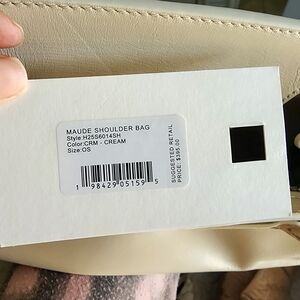 MAUDE SHOULDER BAG
Style:H25S6014SH
Color:CRM - CREAM
Size:OS
1 98429 05159 5
SUGGESTED RETAIL
PRICE: $395.00